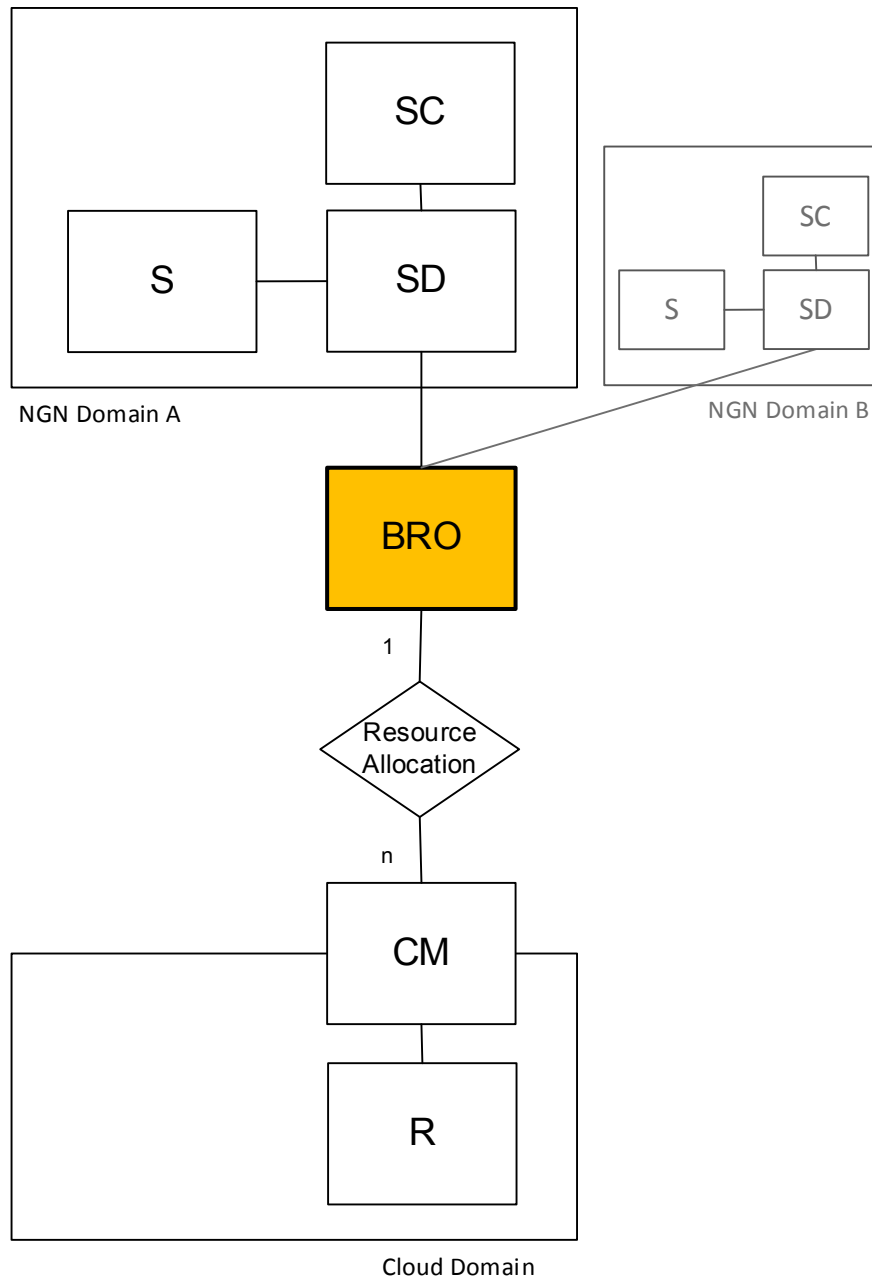 SC
S
SD
NGN Domain A
SC
S
SD
NGN Domain B
BRO
1
Resource
Allocation
n
CM
R
Cloud Domain